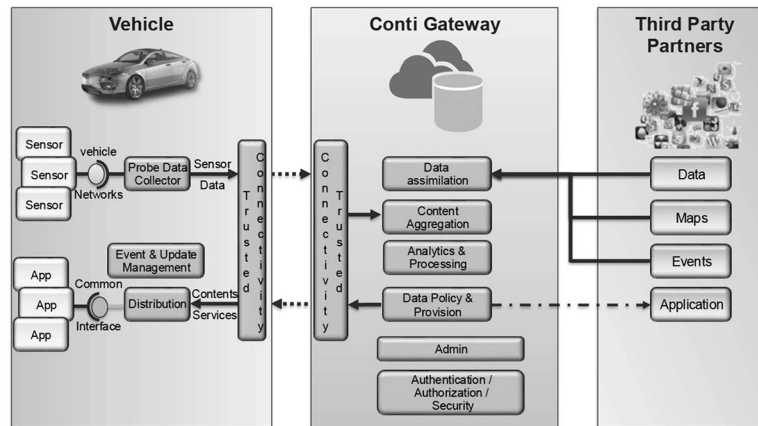 Vehicle
Sensor
Sensor
Sensor
vehicle
Networks
Probe Data
Collector
Sensor
Data
Trusted
Connectivity
Event & Update
Management
App
App
App
Common
Interface
Distribution
Contents
Services
Conti Gateway
Connectivity
Trusted
Data
assimilation
Content
Aggregation
Analytics &
Processing
Data Policy &
Provision
Admin
Authentication /
Authorization /
Security
Third Party
Partners
f
Data
Maps
Events
Application